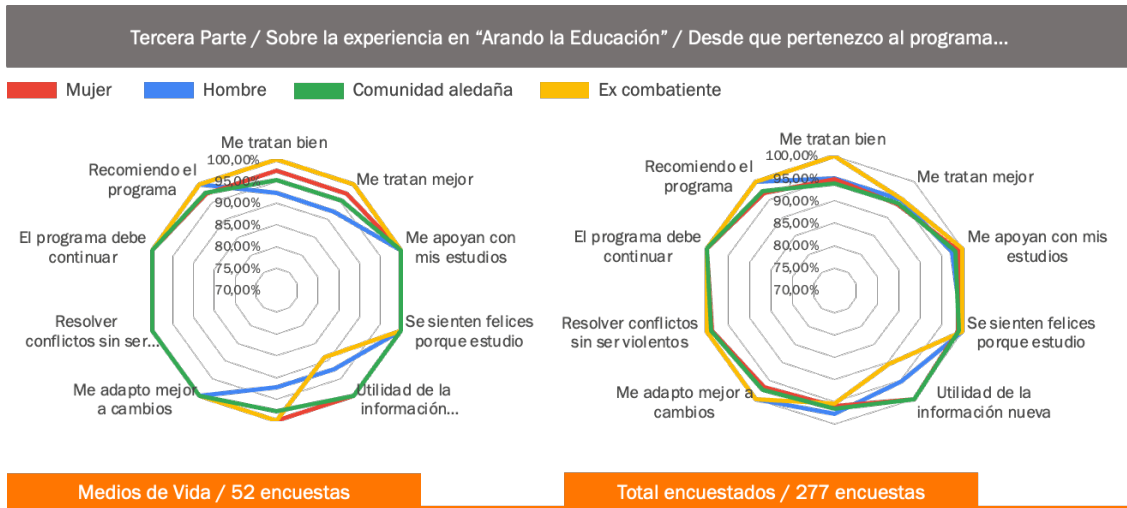 Tercera Parte / Sobre la experiencia en “Arando la Educación” / Desde que pertenezco al programa...
Mujer
Hombre
Comunidad aledaña
Ex combatiente
Me tratan bien
Me tratan mejor
Me apoyan con
mis estudios
Se sienten felices
porque estudio
Utilidad de la
información...
Me adapto mejor
a cambios
Resolver
conflictos sin ser...
El programa debe
continuar
Recomiendo el
programa
100,00%
95,00%
90,00%
85,00%
80,00%
75,00%
70,00%
Medios de Vida / 52 encuestas
Me tratan bien
Me tratan mejor
Me apoyan con mis
estudios
Se sienten felices
porque estudio
Utilidad de la
información nueva
Me adapto mejor a
cambios
Resolver conflictos
sin ser violentos
El programa debe
continuar
Recomiendo el
programa
100,00%
95,00%
90,00%
85,00%
80,00%
75,00%
70,00%
Total encuestados / 277 encuestas